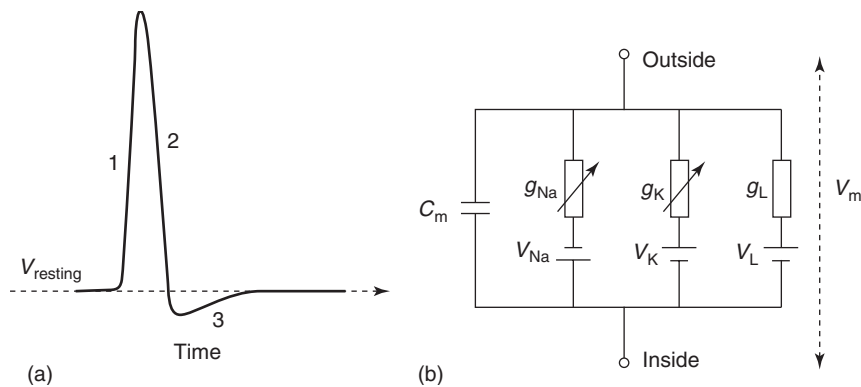 1
2
V_resting
3
Time
(a)
Outside
g_Na
g_K
g_L
C_m
V_m
V_Na
V_K
V_L
Inside
(b)